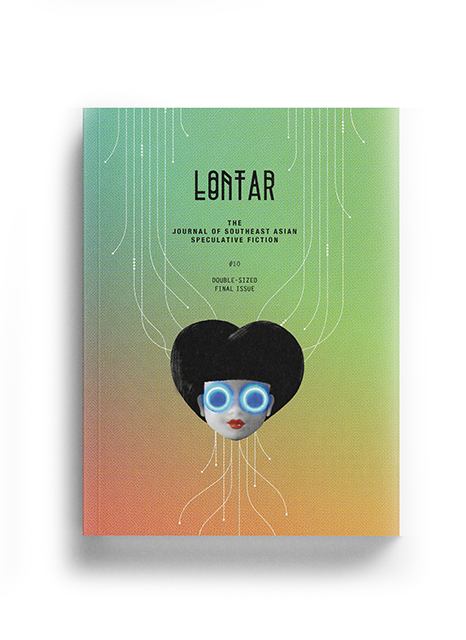 LONTAR
THE
JOURNAL OF SOUTHEAST ASIAN
SPECULATIVE FICTION
#10
DOUBLE-SIZED
FINAL ISSUE